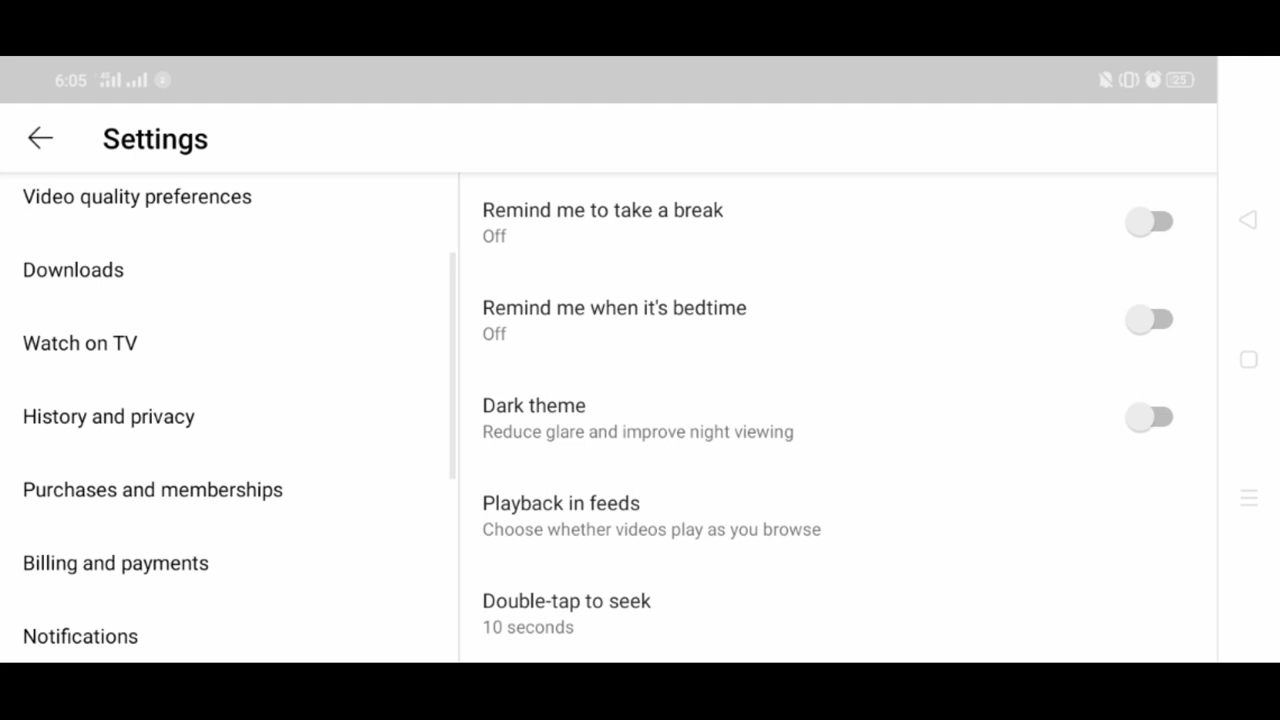 6:05
25
Settings
Video quality preferences
Downloads
Watch on TV
History and privacy
Purchases and memberships
Billing and payments
Notifications
Remind me to take a break
Off
Remind me when it's bedtime
Off
Dark theme
Reduce glare and improve night viewing
Playback in feeds
Choose whether videos play as you browse
Double-tap to seek
10 seconds